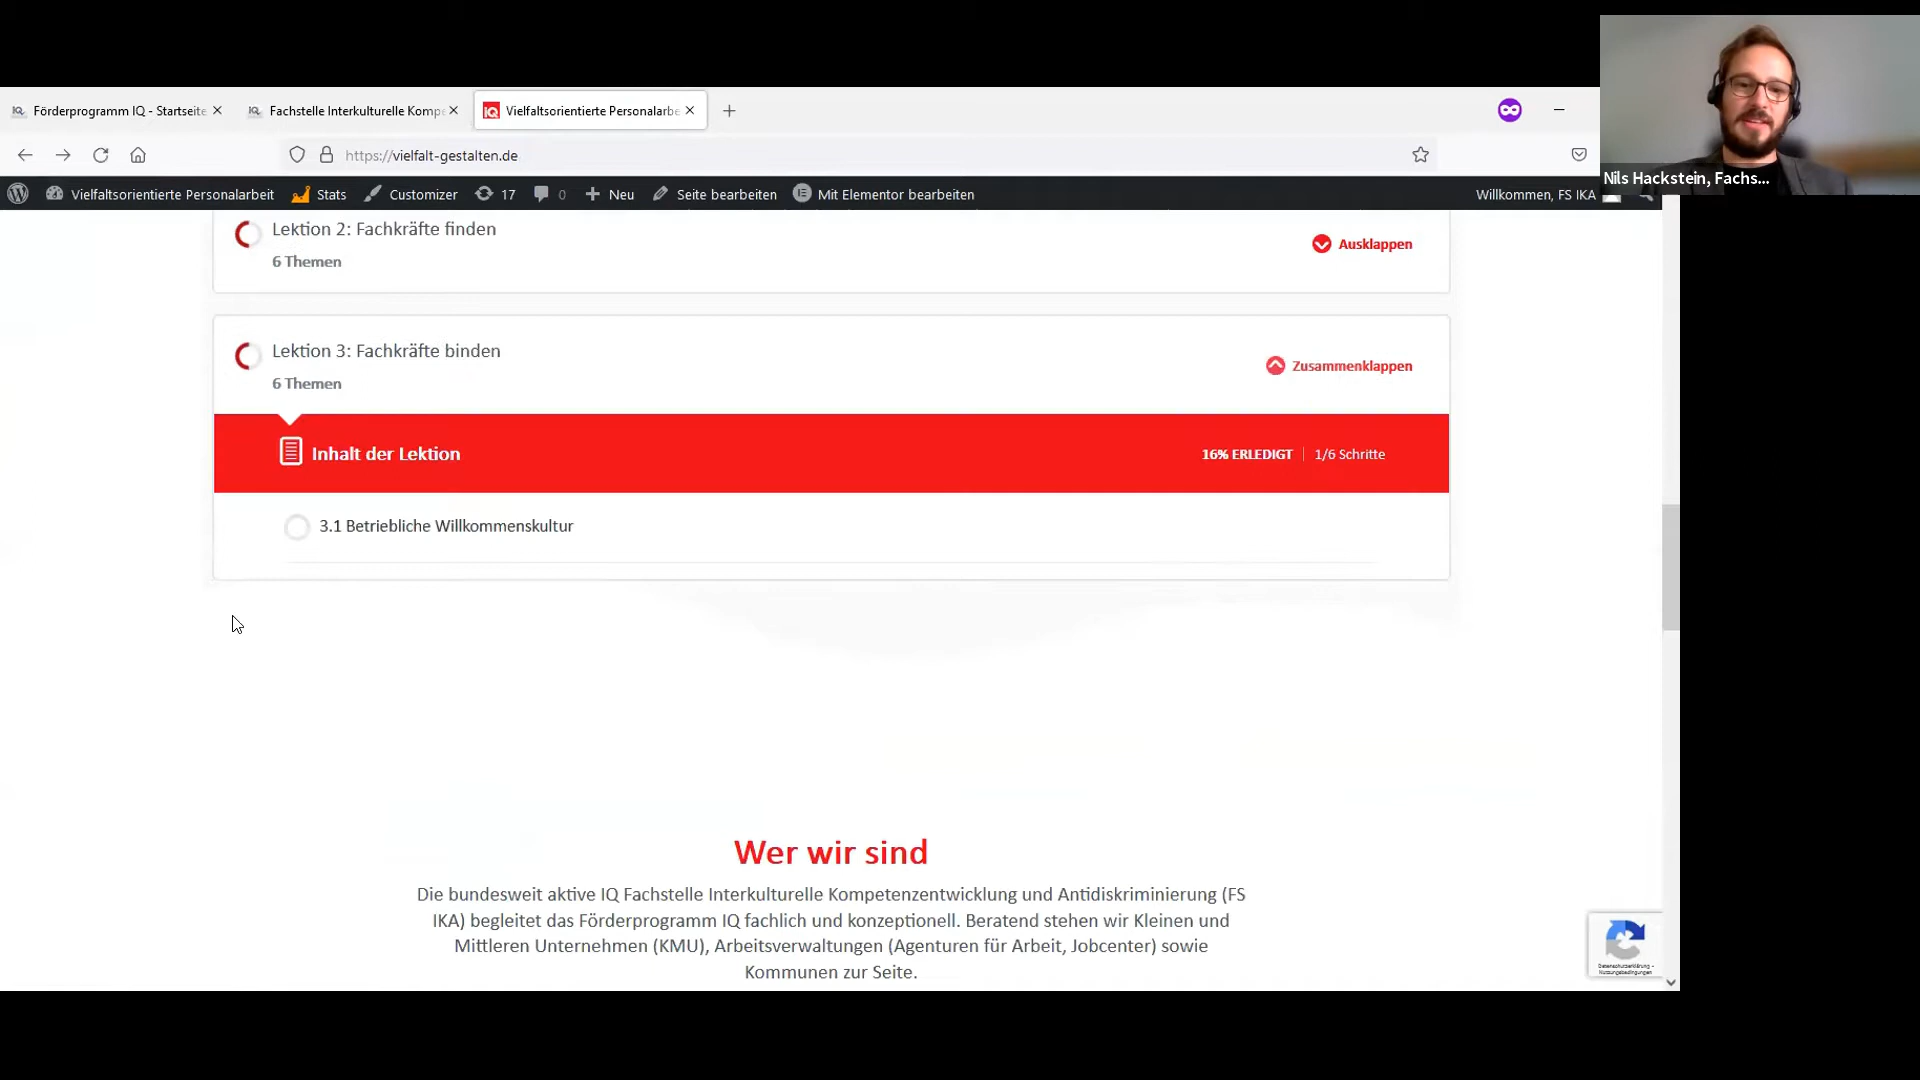 Förderprogramm IQ - Startseite
Fachstelle Interkulturelle Kompe
IQ Vielfaltsorientierte Personalarbe
https://vielfalt-gestalten.de
Vielfaltsorientierte Personalarbeit Stats Customizer 17 0 Neu Seite bearbeiten Mit Elementor bearbeiten Willkommen, FS IKA
Nils Hackstein, Fachs...
Lektion 2: Fachkräfte finden
6 Themen
Ausklappen
Lektion 3: Fachkräfte binden
6 Themen
Zusammenklappen
Inhalt der Lektion
16% ERLEDIGT 1/6 Schritte
3.1 Betriebliche Willkommenskultur
Wer wir sind
Die bundesweit aktive IQ Fachstelle Interkulturelle Kompetenzentwicklung und Antidiskriminierung (FS
IKA) begleitet das Förderprogramm IQ fachlich und konzeptionell. Beratend stehen wir Kleinen und
Mittleren Unternehmen (KMU), Arbeitsverwaltungen (Agenturen für Arbeit, Jobcenter) sowie
Kommunen zur Seite.
Datenschutzerklärung -
Nutzungsbedingungen